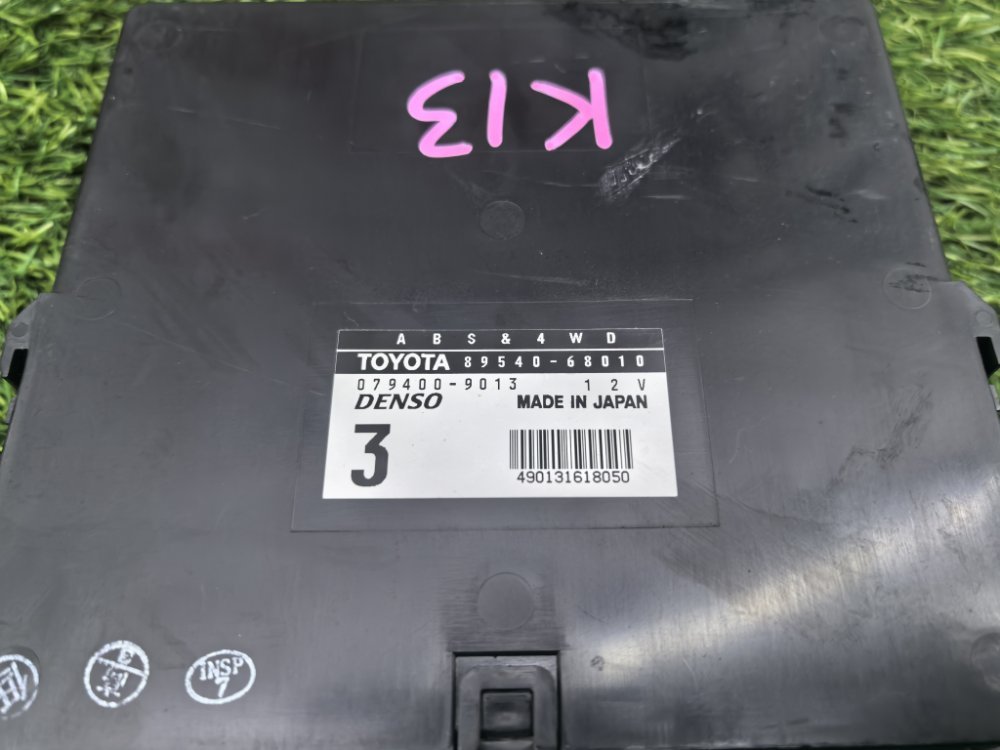 K13
ABS&4WD
TOYOTA 89540-68010
079400-9013 12V
DENSO MADE IN JAPAN
3
490131618050
INSP
7